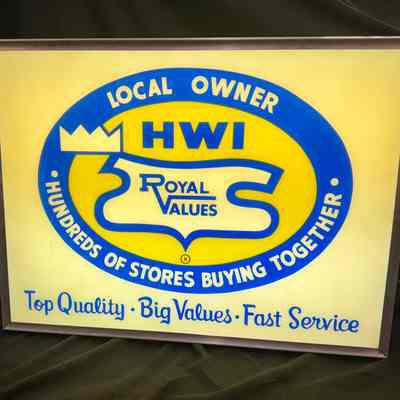 LOCAL OWNER
HWI
ROYAL
VALUES
®
• HUNDREDS OF STORES BUYING TOGETHER •
Top Quality • Big Values • Fast Service